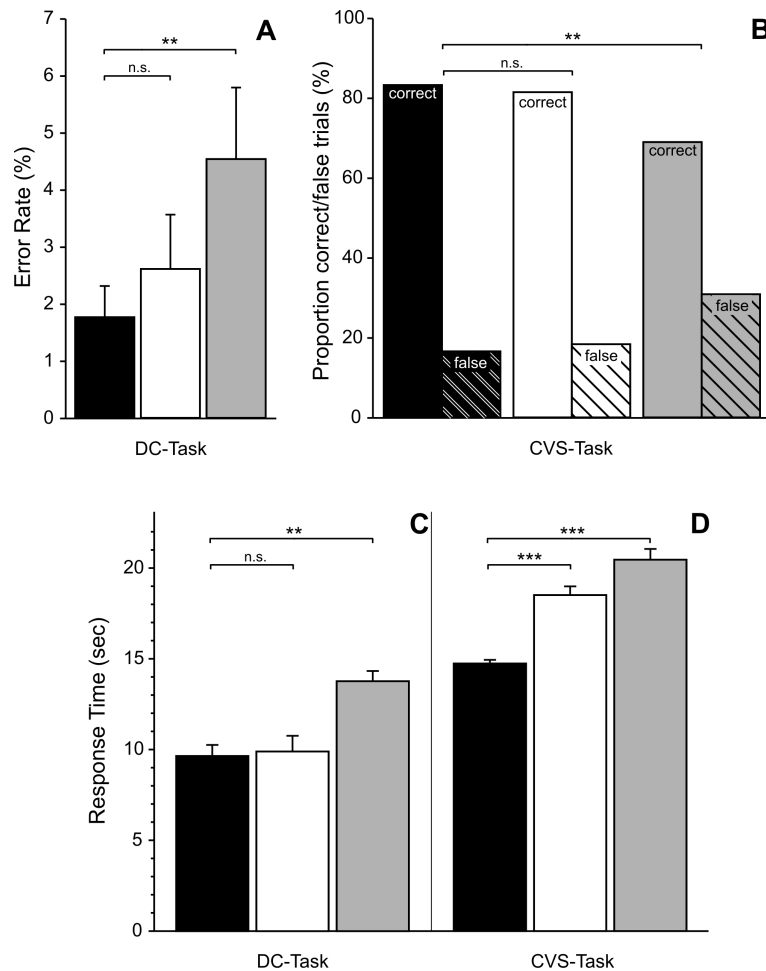 A
Error Rate (%)
7
6
5
4
3
2
1
0
**
n.s.
DC-Task
B
Proportion correct/false trials (%)
100
80
60
40
20
0
**
n.s.
correct
false
correct
false
correct
false
CVS-Task
C
Response Time (sec)
20
15
10
5
0
**
n.s.
DC-Task
D
***
***
CVS-Task